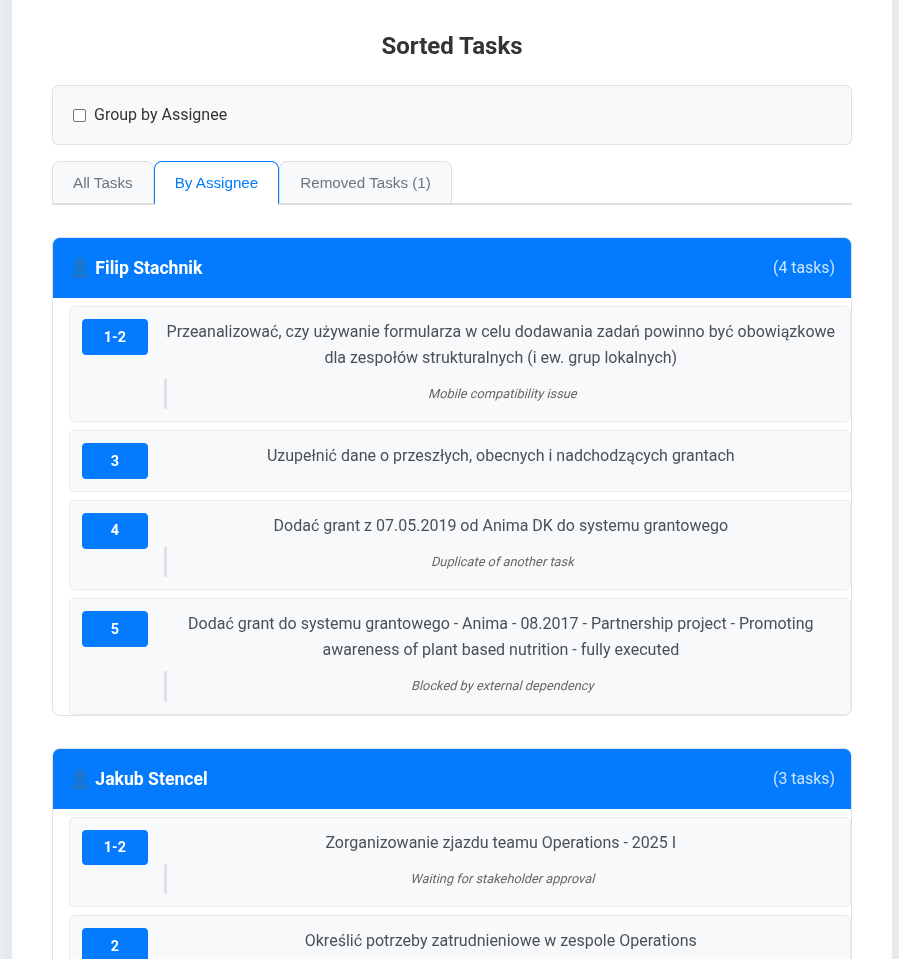 Sorted Tasks
Group by Assignee
All Tasks
By Assignee
Removed Tasks (1)
Filip Stachnik
(4 tasks)
1-2
Przeanalizować, czy używanie formularza w celu dodawania zadań powinno być obowiązkowe
dla zespołów strukturalnych (i ew. grup lokalnych)
Mobile compatibility issue
3
Uzupełnić dane o przeszłych, obecnych i nadchodzących grantach
4
Dodać grant z 07.05.2019 od Anima DK do systemu grantowego
Duplicate of another task
5
Dodać grant do systemu grantowego - Anima - 08.2017 - Partnership project - Promoting
awareness of plant based nutrition - fully executed
Blocked by external dependency
Jakub Stencel
(3 tasks)
1-2
Zorganizowanie zjazdu teamu Operations - 2025 I
Waiting for stakeholder approval
2
Określić potrzeby zatrudnieniowe w zespole Operations